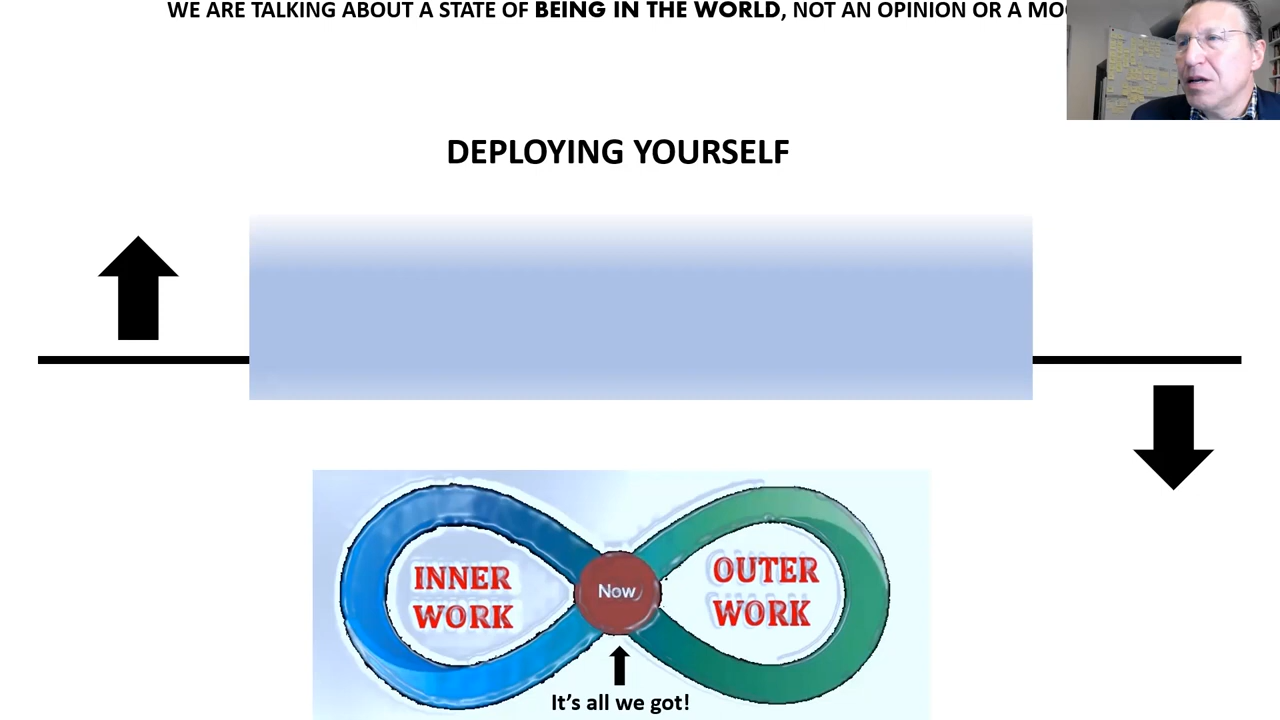 WE ARE TALKING ABOUT A STATE OF BEING IN THE WORLD, NOT AN OPINION OR A
DEPLOYING YOURSELF
INNER
WORK
Now
OUTER
WORK
It's all we got!